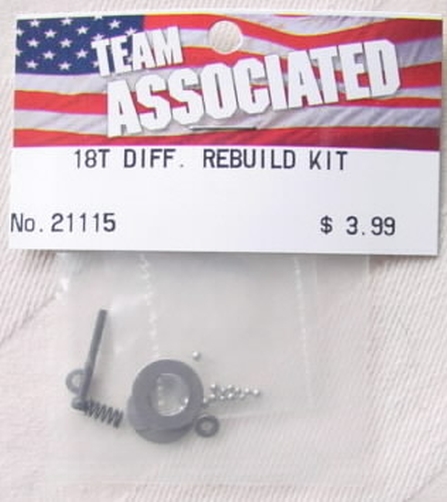 TEAM
ASSOCIATED
18T DIFF. REBUILD KIT
No. 21115 $ 3.99